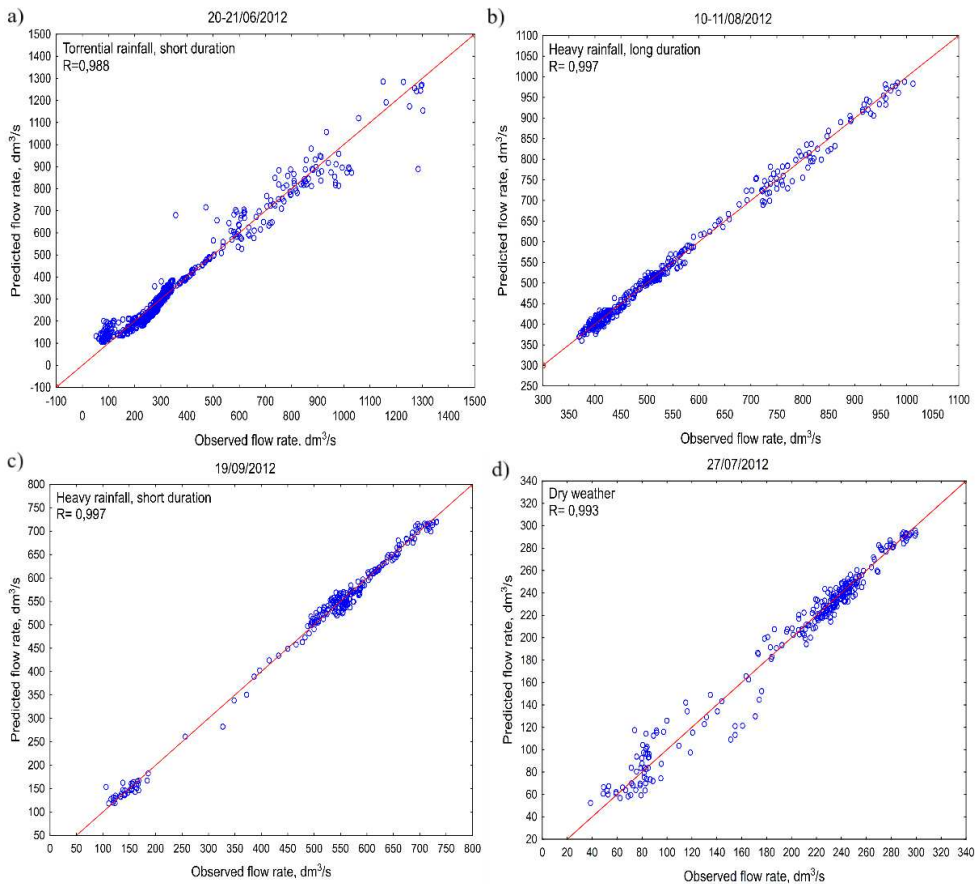 a)
20-21/06/2012
Torrential rainfall, short duration
R=0,988
Predicted flow rate, dm³/s
1500
1400
1300
1200
1100
1000
900
800
700
600
500
400
300
200
100
0
-100
-100 100 300 500 700 900 1100 1300 1500
0 200 400 600 800 1000 1200 1400
Observed flow rate, dm³/s
b)
10-11/08/2012
Heavy rainfall, long duration
R= 0,997
Predicted flow rate, dm³/s
1100
1050
1000
950
900
850
800
750
700
650
600
550
500
450
400
350
300
250
300 400 500 600 700 800 900 1000 1100
350 450 550 650 750 850 950 1050
Observed flow rate, dm³/s
c)
19/09/2012
Heavy rainfall, short duration
R= 0,997
Predicted flow rate, dm³/s
800
750
700
650
600
550
500
450
400
350
300
250
200
150
100
50
0 50 100 150 200 250 300 350 400 450 500 550 600 650 700 750 800
Observed flow rate, dm³/s
d)
27/07/2012
Dry weather
R= 0,993
Predicted flow rate, dm³/s
340
320
300
280
260
240
220
200
180
160
140
120
100
80
60
40
20
0 20 40 60 80 100 120 140 160 180 200 220 240 260 280 300 320 340
Observed flow rate, dm³/s